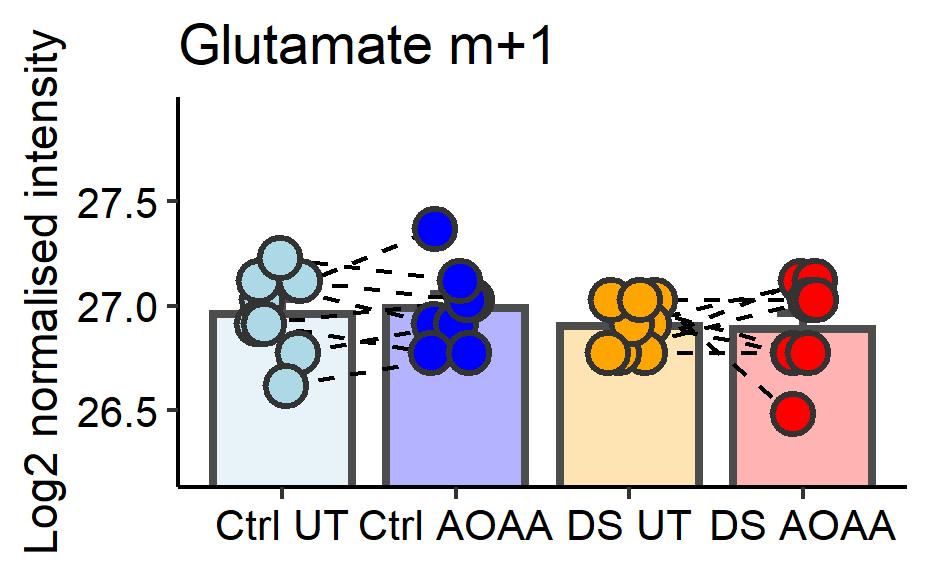 Glutamate m+1
Log2 normalised intensity
27.5
27.0
26.5
Ctrl UT Ctrl AOAA DS UT DS AOAA